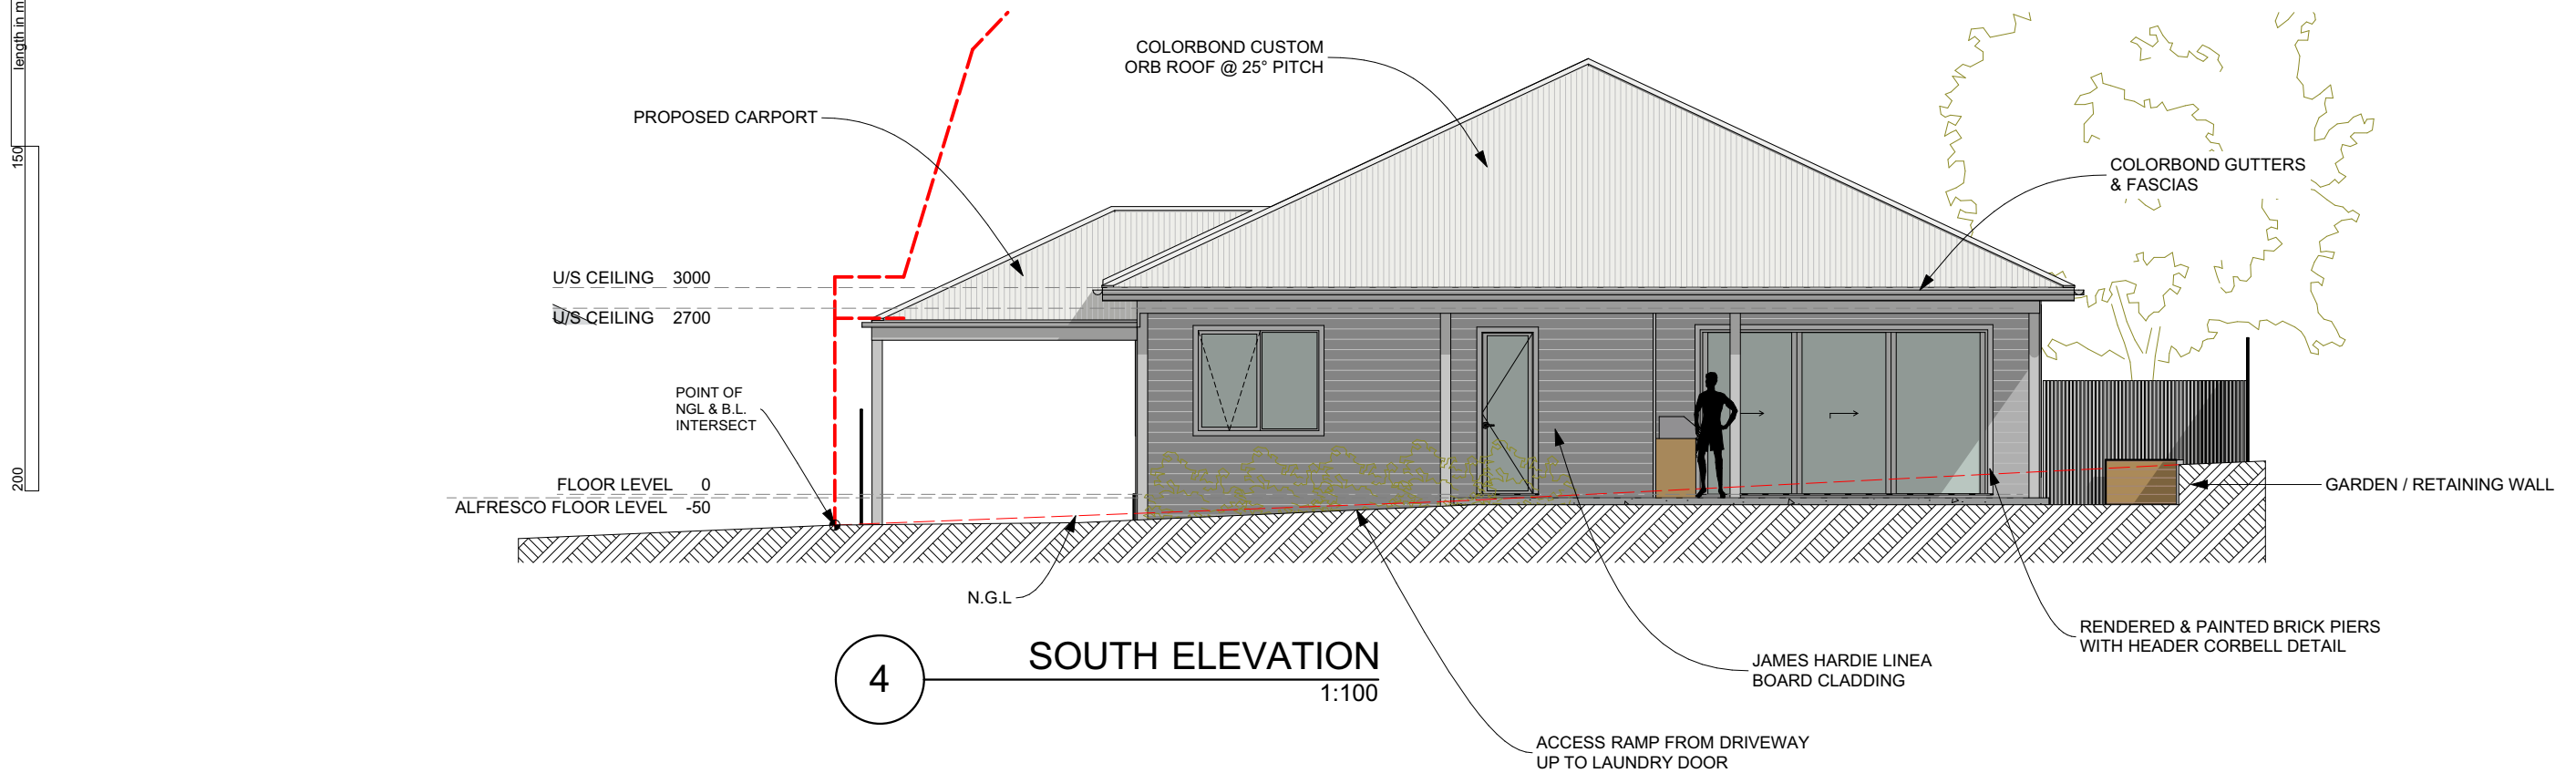 length in m
150
200
COLORBOND CUSTOM
ORB ROOF @ 25° PITCH
PROPOSED CARPORT
COLORBOND GUTTERS
& FASCIAS
U/S CEILING 3000
U/S CEILING 2700
POINT OF
NGL & B.L.
INTERSECT
FLOOR LEVEL 0
ALFRESCO FLOOR LEVEL -50
GARDEN / RETAINING WALL
N.G.L
RENDERED & PAINTED BRICK PIERS
WITH HEADER CORBELL DETAIL
JAMES HARDIE LINEA
BOARD CLADDING
4
SOUTH ELEVATION
1:100
ACCESS RAMP FROM DRIVEWAY
UP TO LAUNDRY DOOR